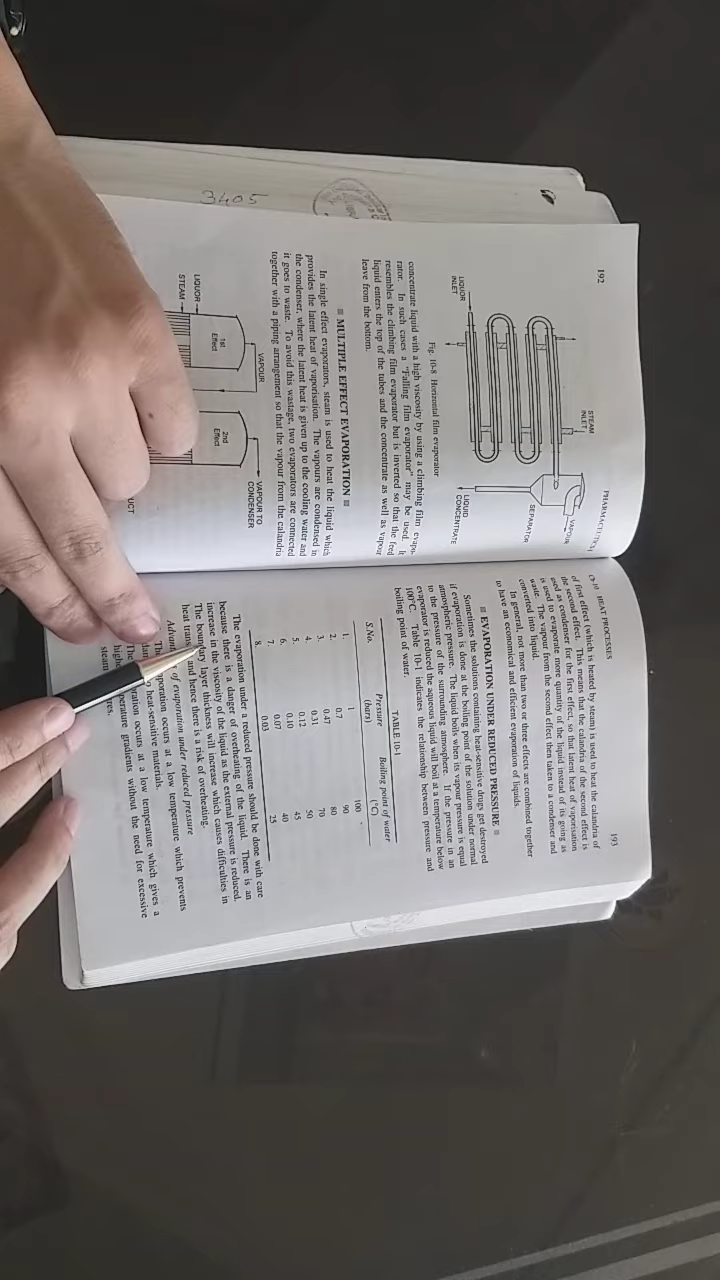 3405
192
PHARMACEUTICS
STEAM
INLET
VAPOUR
SEPARATOR
LIQUOR
INLET
LIQUID
CONCENTRATE
Fig. 10-8 Horizontal film evaporator
concentrate liquid with a high viscosity by using a climbing film evapo-
rator. In such cases a "Falling film evaporator" may be used. It
resembles the climbing film evaporator but is inverted so that the feed
liquid enters the top of the tubes and the concentrate as well as vapour
leave from the bottom.
MULTIPLE EFFECT EVAPORATION
In single effect evaporators, steam is used to heat the liquid which
provides the latent heat of vaporisation. The vapours are condensed in
the condenser, where the latent heat is given up to the cooling water and
it goes to waste. To avoid this wastage, two evaporators are connected
together with a piping arrangement so that the vapour from the calandria
VAPOUR
VAPOUR TO
CONDENSER
LIQUOR
1st
Effect
2nd
Effect
STEAM
UCT
Ch-10 HEAT PROCESSES 193
of first effect (which is heated by steam) is used to heat the calandria of
the second effect. This means that the calandria of the second effect is
used as condenser for the first effect, so that latent heat of vaporisation
is used to evaporate more quantity of the liquid instead of its going as
waste. The vapour from the second effect then taken to a condenser and
converted into liquid.
In general, not more than two or three effects are combined together
to have an economical and efficient evaporation of liquids.
EVAPORATION UNDER REDUCED PRESSURE
Sometimes the solutions containing heat-sensitive drugs get destroyed
if evaporation is done at the boiling point of the solution under normal
atmospheric pressure. The liquid boils when its vapour pressure is equal
to the pressure of the surrounding atmosphere. If the pressure in an
evaporator is reduced the aqueous liquid will boil at a temperature below
100°C. Table 10-1 indicates the relationship between pressure and
boiling point of water.
TABLE 10-1
S.No. Pressure Boiling point of water
(bars) (°C)
1. 1 100
2. 0.7 90
3. 0.47 80
4. 0.31 70
5. 50
6. 0.10 45
7. 0.07 40
8. 0.03 25
The evaporation under a reduced pressure should be done with care
because there is a danger of overheating of the liquid. There is an
increase in the viscosity of the liquid as the external pressure is reduced.
The boundary layer thickness will increase which causes difficulties in
heat and hence there is a risk of overheating.
of evaporation under reduced pressure
occurs at a low temperature which prevents
heat-sensitive materials.
occurs at a low temperature which gives a
gradients without the need for excessive
steam